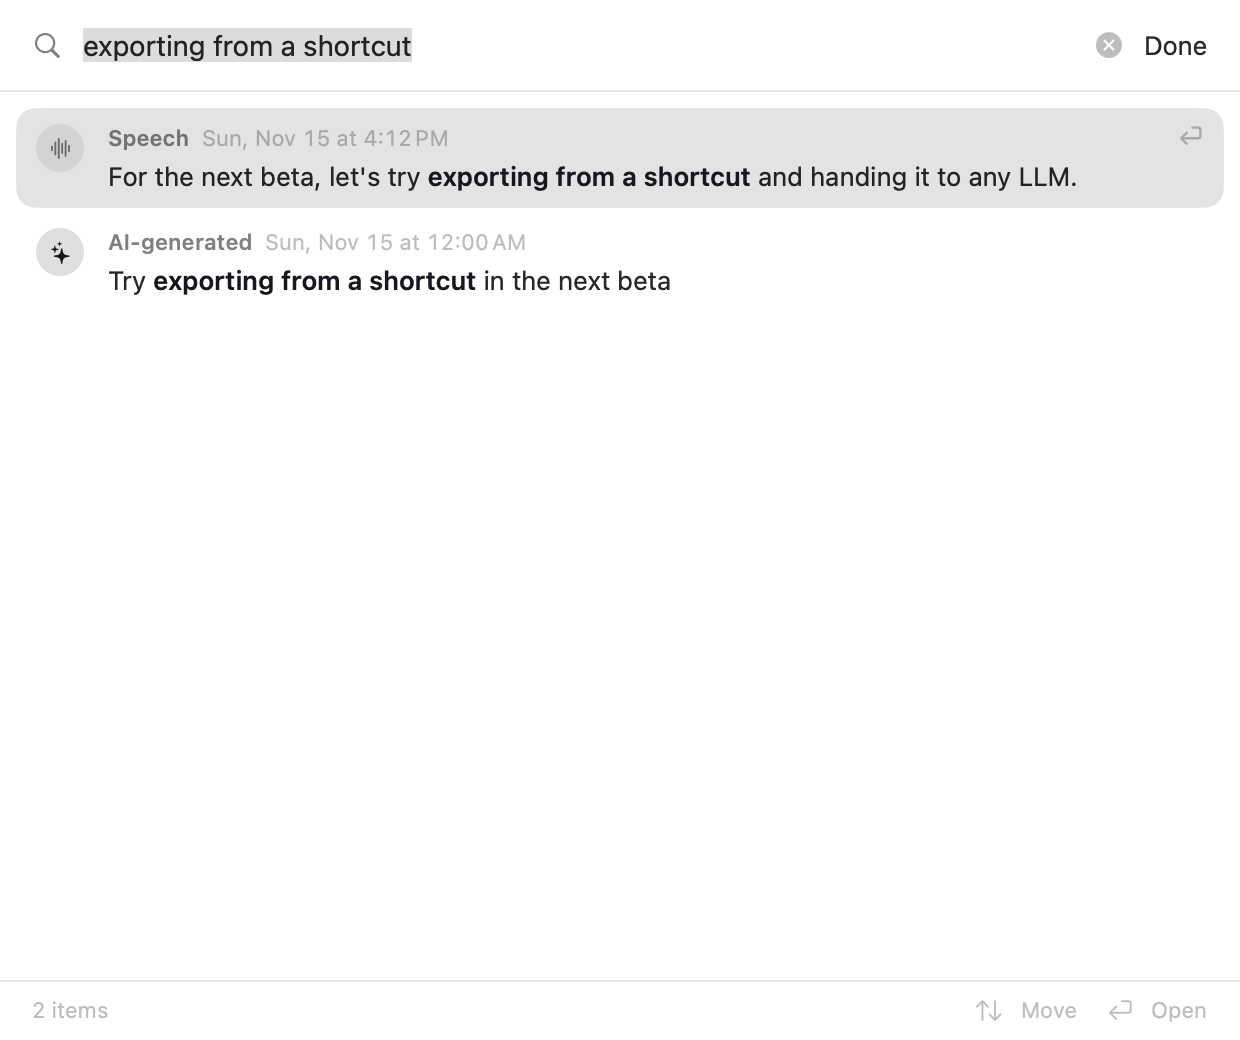 exporting from a shortcut
Done
Speech Sun, Nov 15 at 4:12 PM
For the next beta, let's try exporting from a shortcut and handing it to any LLM.
AI-generated Sun, Nov 15 at 12:00 AM
Try exporting from a shortcut in the next beta
2 items
Move
Open